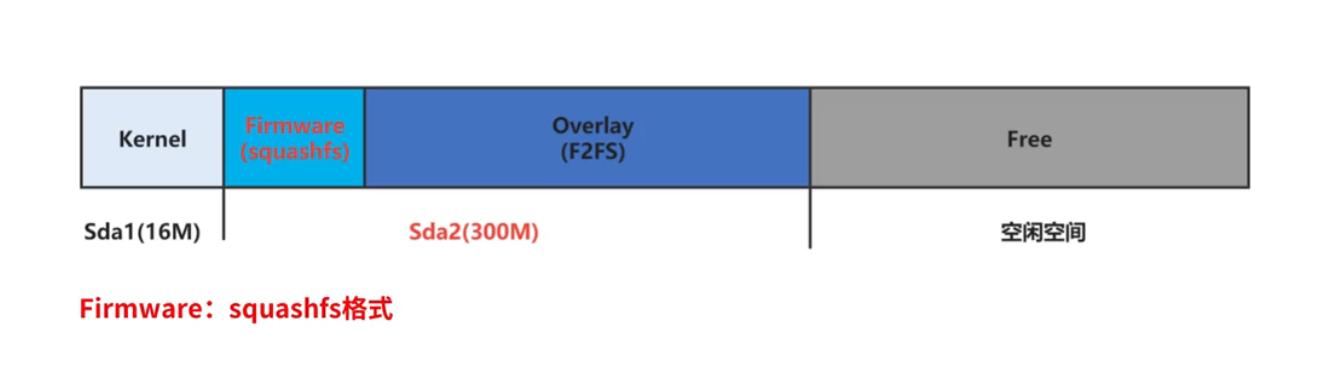 Kernel
Firmware
(squashfs)
Overlay
(F2FS)
Free
Sda1(16M)
Sda2(300M)
空闲空间
Firmware：squashfs格式